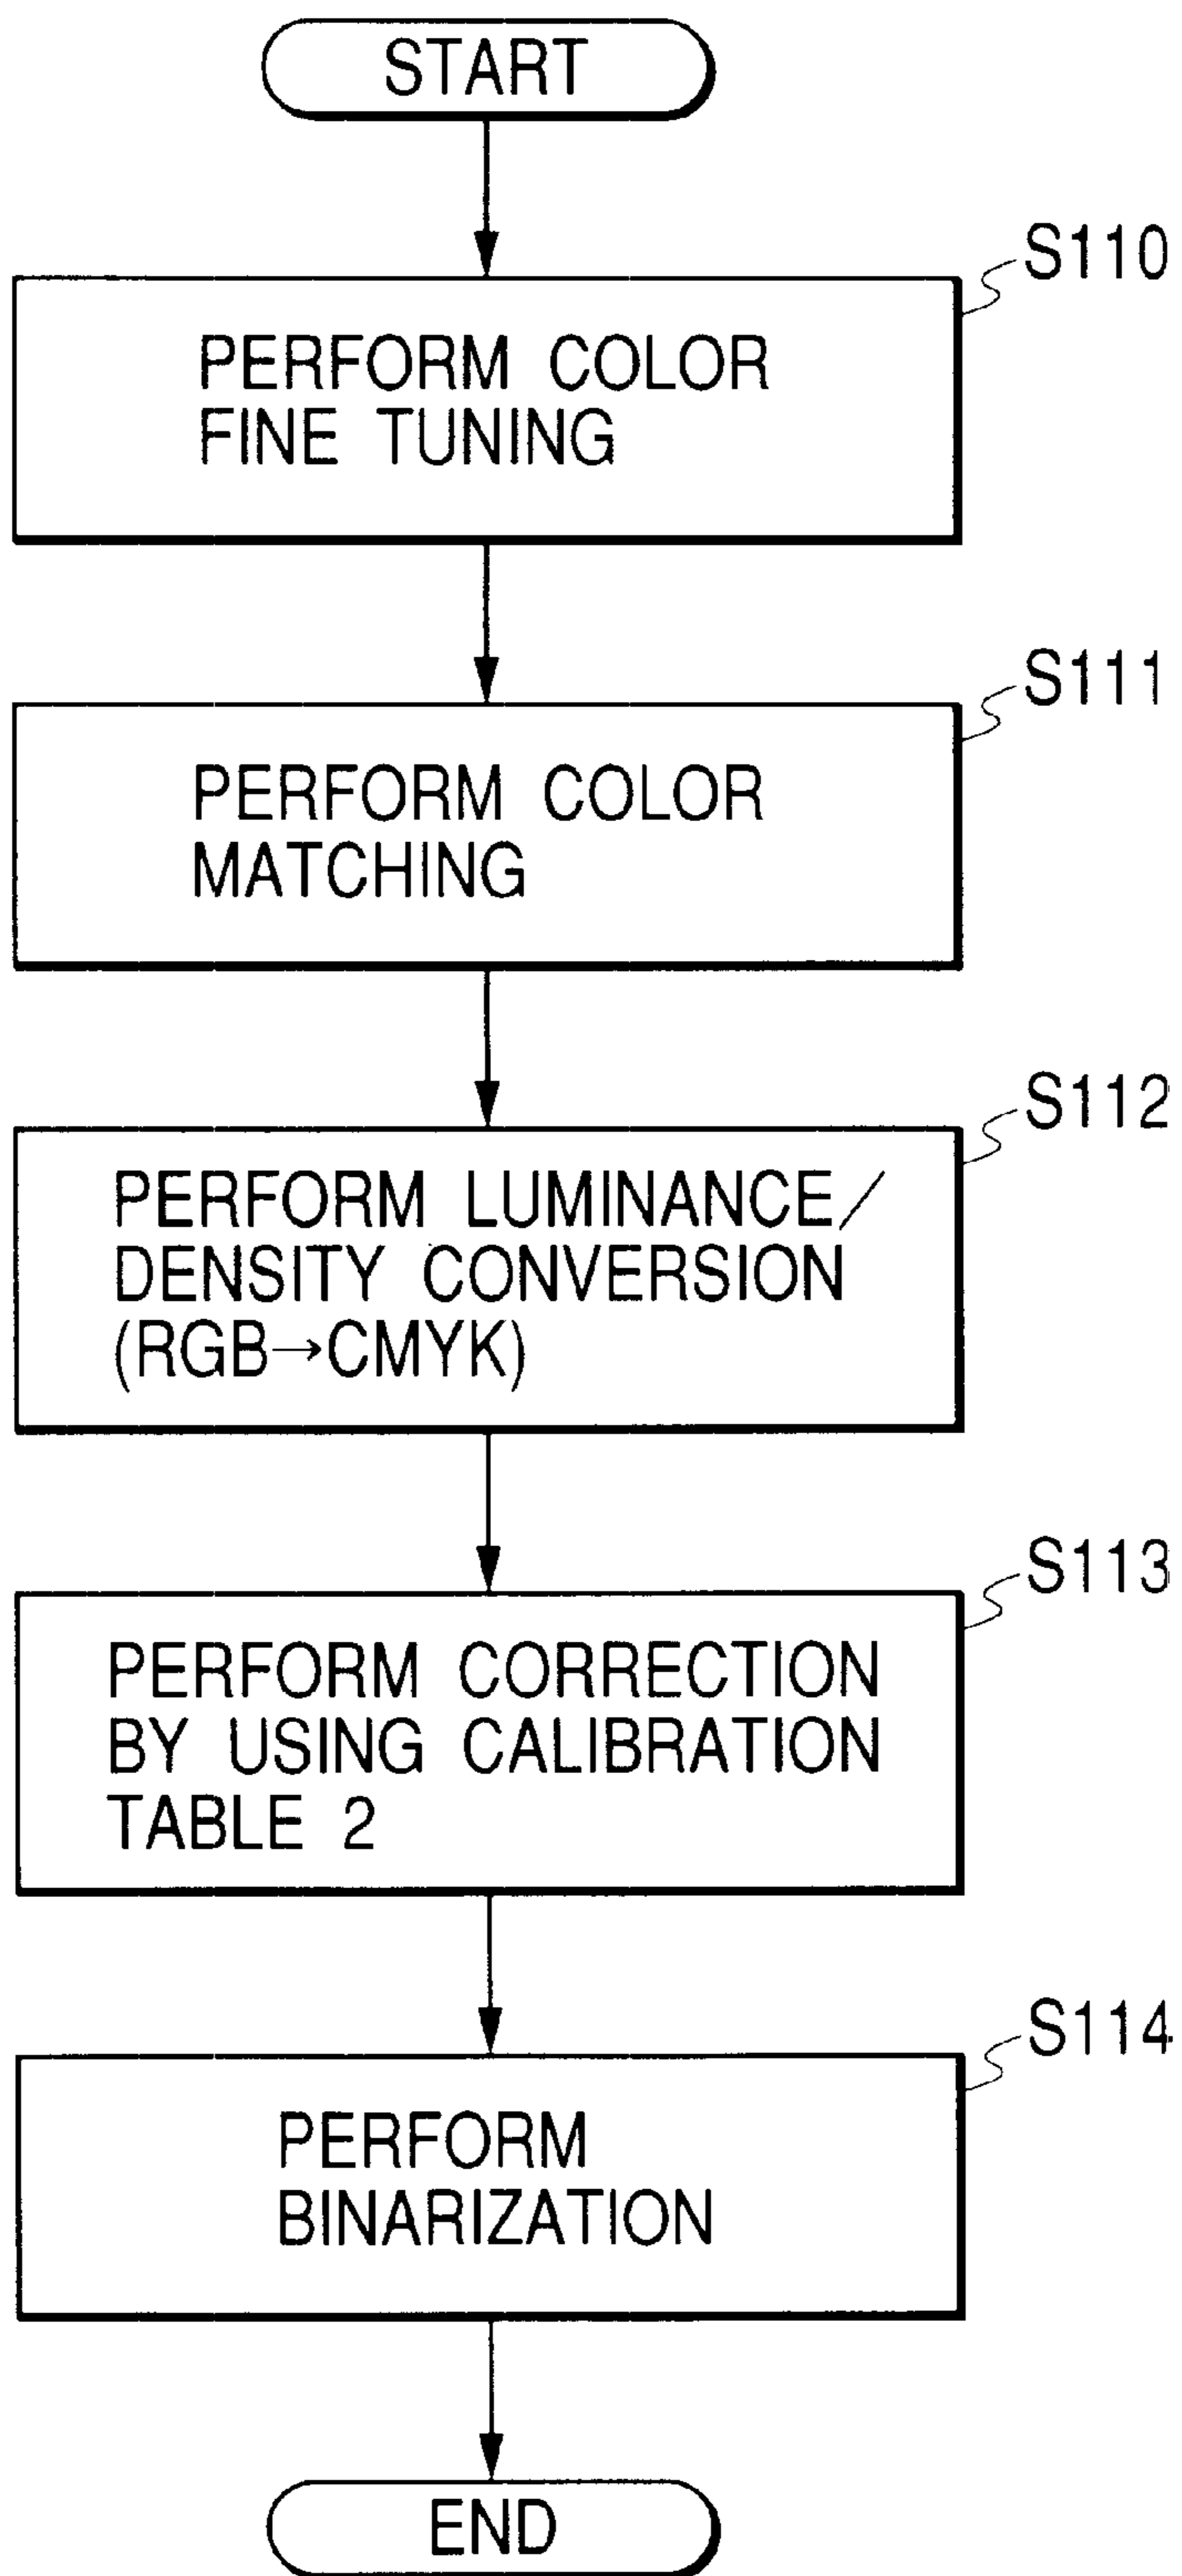 START
S110
PERFORM COLOR
FINE TUNING
S111
PERFORM COLOR
MATCHING
S112
PERFORM LUMINANCE/
DENSITY CONVERSION
(RGB→CMYK)
S113
PERFORM CORRECTION
BY USING CALIBRATION
TABLE 2
S114
PERFORM
BINARIZATION
END